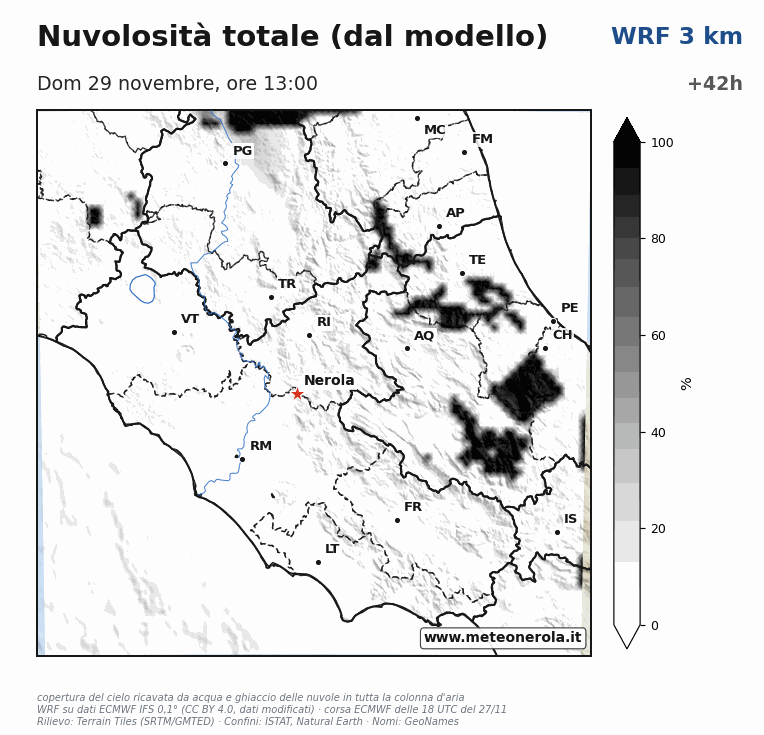 Nuvolosità totale (dal modello)
WRF 3 km
Dom 29 novembre, ore 13:00
+42h
MC
FM
PG
AP
TE
TR
PE
VT
RI
AQ
CH
Nerola
RM
FR
IS
LT
www.meteonerola.it
100
80
60
40
20
0
%
copertura del cielo ricavata da acqua e ghiaccio delle nuvole in tutta la colonna d'aria
WRF su dati ECMWF IFS 0,1° (CC BY 4.0, dati modificati) · corsa ECMWF delle 18 UTC del 27/11
Rilievo: Terrain Tiles (SRTM/GMTED) · Confini: ISTAT, Natural Earth · Nomi: GeoNames